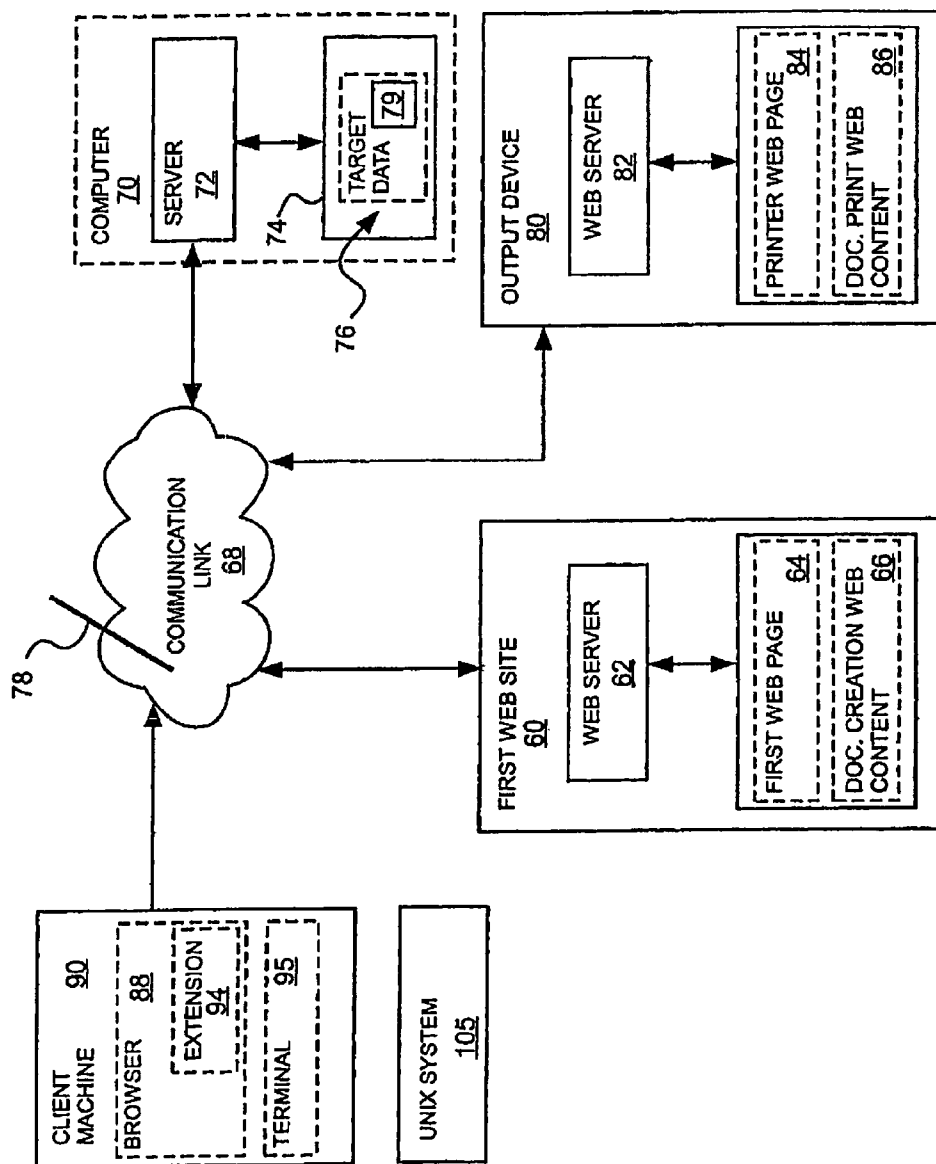 CLIENT
MACHINE 90
BROWSER 88
EXTENSION
94
TERMINAL 95
UNIX SYSTEM
105
78
COMMUNICATION
LINK
68
COMPUTER
70
SERVER
72
74
TARGET
DATA
79
76
FIRST WEB SITE
60
WEB SERVER
62
FIRST WEB PAGE
64
DOC. CREATION WEB
CONTENT 66
OUTPUT DEVICE
80
WEB SERVER
82
PRINTER WEB PAGE
84
DOC. PRINT WEB
CONTENT 86